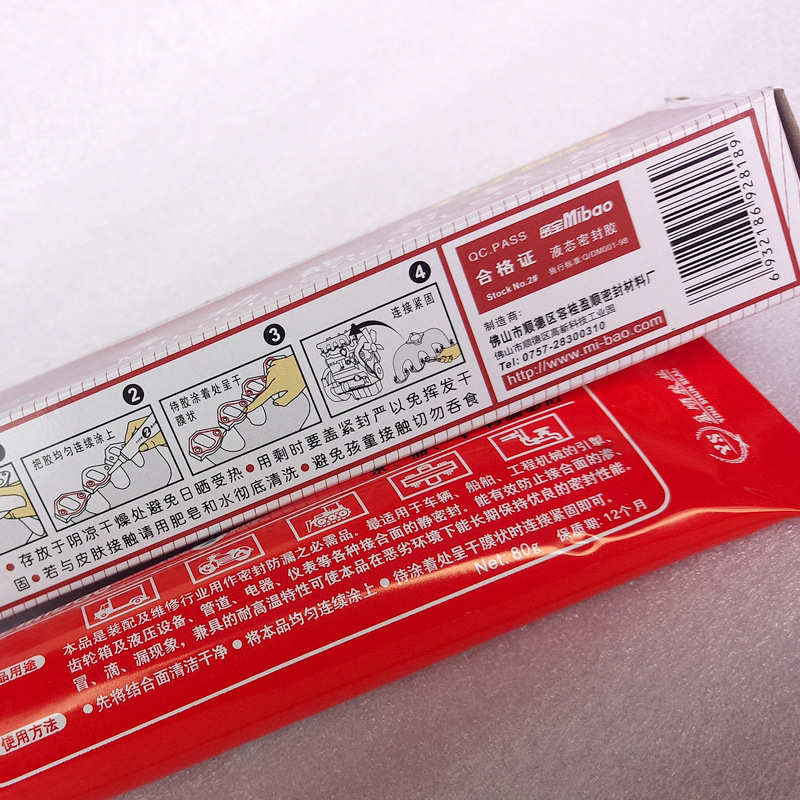 QC.PASS
合格证
Stock No.2#
密宝Mibao
液态密封胶
执行标准:Q/DM001-98
6932186928189
制造商:
佛山市顺德区容桂盈顺密封材料厂
佛山市顺德区高新科技工业园
Tel: 0757-28300310
http://www.mi-bao.com
2
把胶均匀连续涂上
3
待胶涂着处呈干
膜状
4
连接紧固
● 存放于阴凉干燥处避免日晒受热 ● 用剩时要盖紧封严以免挥发干
固 ● 若与皮肤接触请用肥皂和水彻底清洗 ● 避免孩童接触切勿吞食
YS
品用途
本品是装配及维修行业用作密封防漏之必需品。最适用于车辆、船舶、工程机械的引擎、
齿轮箱及液压设备、管道、电器、仪表等各种接合面的静密封。能有效防止接合面的渗、
冒、滴、漏现象，兼具的耐高温特性可使本品在恶劣环境下能长期保持优良的密封性能。
使用方法
● 先将结合面清洁干净 ● 将本品均匀连续涂上 ● 待涂着处呈干膜状时连接紧固即可。
Net. 80g
保质期: 12个月